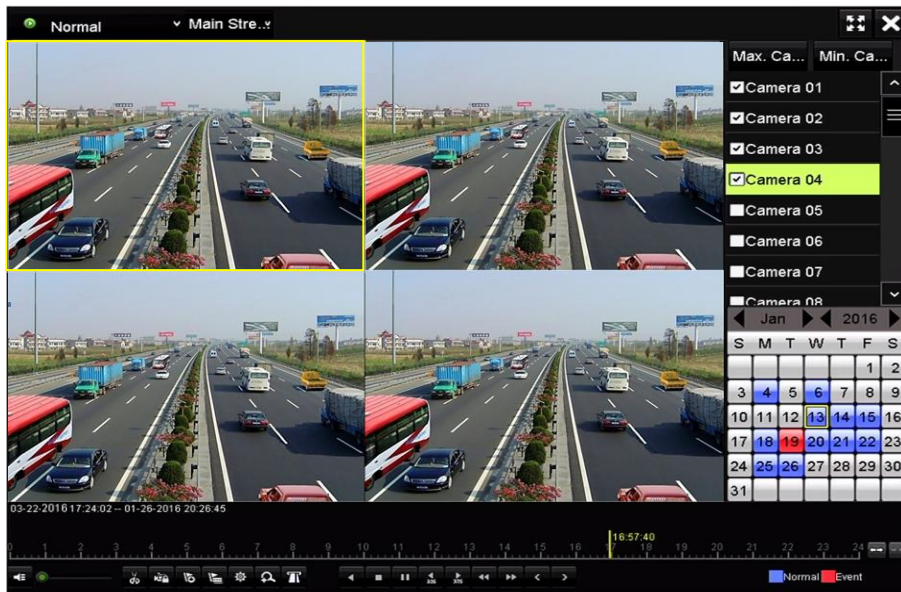 Normal Main Stre..
Max. Ca... Min. Ca...
Camera 01
Camera 02
Camera 03
Camera 04
Camera 05
Camera 06
Camera 07
Camera 08
Jan 2016
S M T W T F S
1 2
3 4 5 6 7 8 9
10 11 12 13 14 15 16
17 18 19 20 21 22 23
24 25 26 27 28 29 30
31
03-22-2016 17:24:02 -- 01-26-2016 20:26:45
16:57:40
0 1 2 3 4 5 6 7 8 9 10 11 12 13 14 15 16 17 18 19 20 21 22 23 24
30s 30s
Normal Event